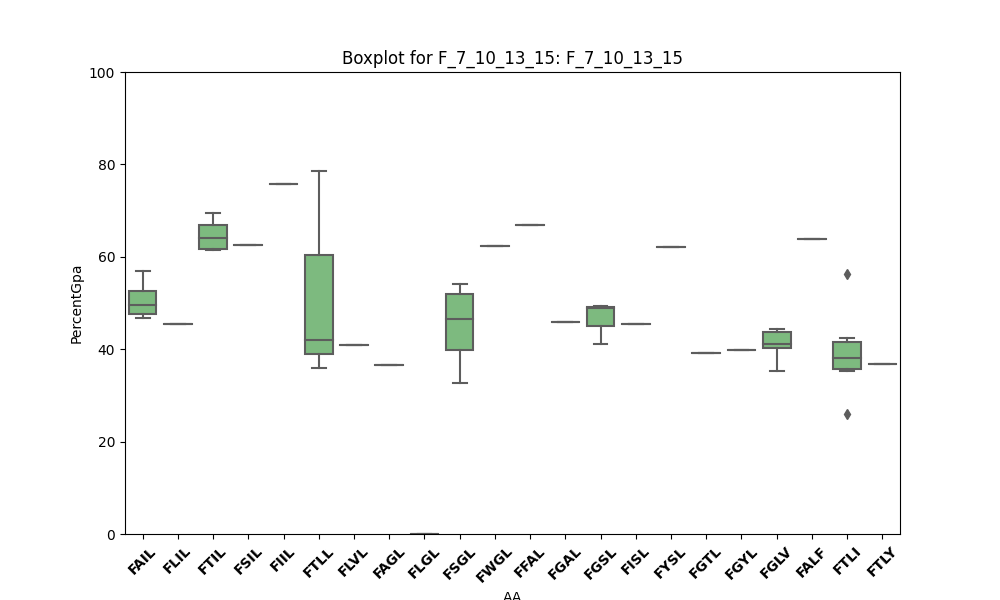 Boxplot for F_7_10_13_15: F_7_10_13_15
100
80
60
40
20
0
PercentGpa
FAIL FLIL FTIL FSIL FIIL FTLL FLVL FAGL FLGL FSGL FWGL FFAL FGAL FGSL FISL FYSL FGTL FGYL FGLV FALF FTLI FTLY
AA